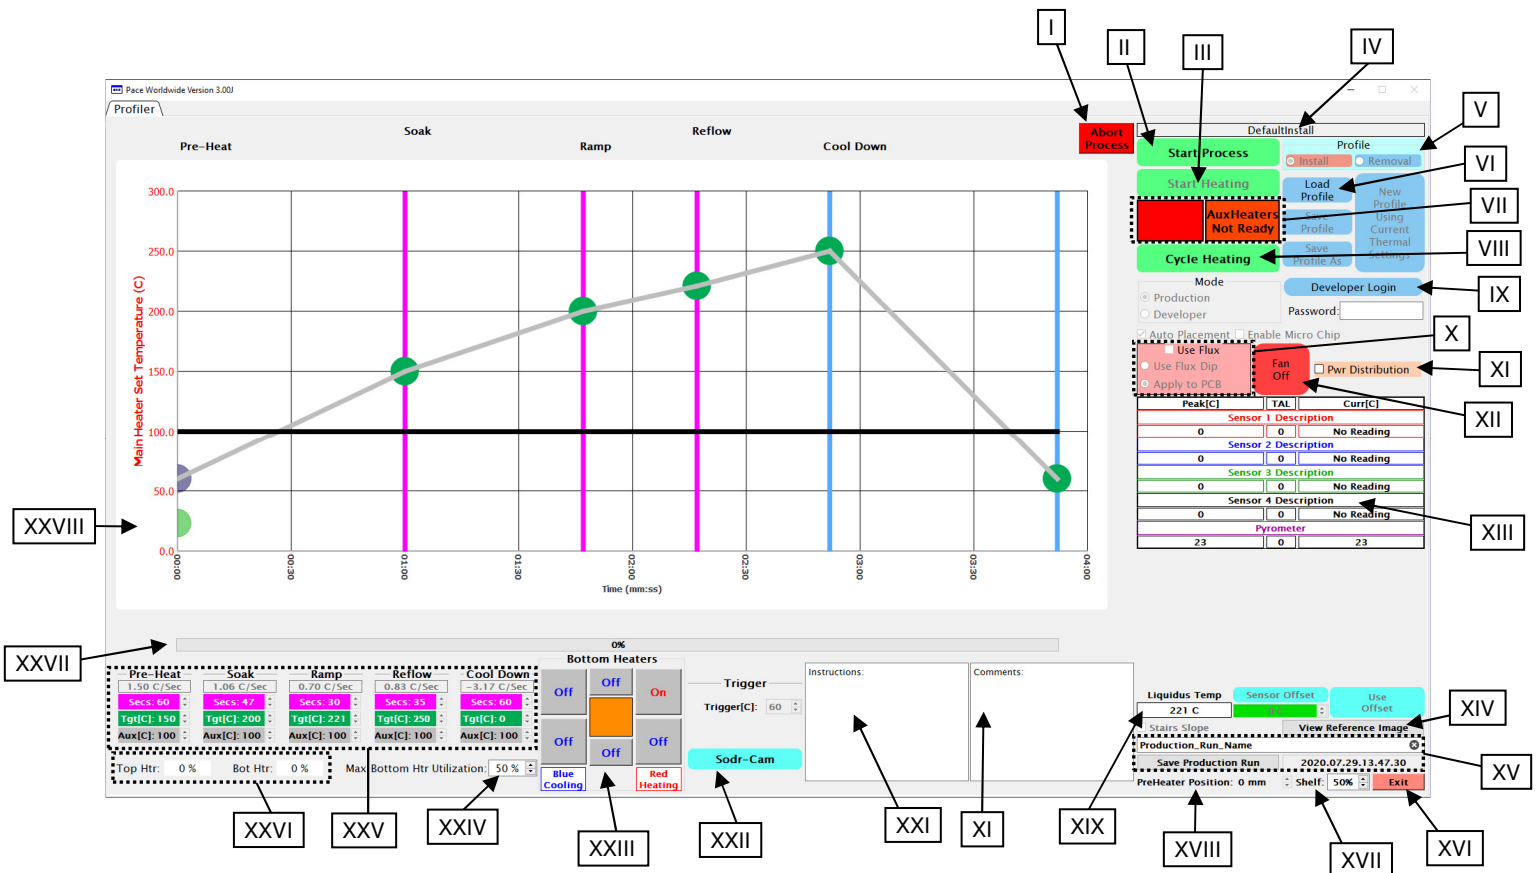 I
II
III
IV
V
VI
VII
VIII
IX
X
XI
XII
XIII
XIV
XV
XVI
XVII
XVIII
XIX
XI
XXI
XXII
XXIII
XXIV
XXV
XXVI
XXVII
XXVIII
Pace Worldwide Version 3.00J
Profiler
Pre-Heat
Soak
Ramp
Reflow
Cool Down
Abort
Process
Main Heater Set Temperature (C)
300.0
250.0
200.0
150.0
100.0
50.0
0.0
00:00
00:30
01:00
01:30
02:00
02:30
03:00
03:30
04:00
Time (mm:ss)
0%
DefaultInstall
Start Process
Profile
Install
Removal
Start Heating
Load
Profile
Save
Profile
Save
Profile As
New
Profile
Using
Current
Thermal
Settings
AuxHeaters
Not Ready
Cycle Heating
Mode
Production
Developer
Developer Login
Password:
Auto Placement
Enable Micro Chip
Use Flux
Use Flux Dip
Apply to PCB
Fan
Off
Pwr Distribution
Peak[C] TAL Curr[C]
Sensor 1 Description
0 0 No Reading
Sensor 2 Description
0 0 No Reading
Sensor 3 Description
0 0 No Reading
Sensor 4 Description
0 0 No Reading
Pyrometer
23 0 23
Pre-Heat
1.50 C/Sec
Secs: 60
Tgt[C]: 150
Aux[C]: 100
Soak
1.06 C/Sec
Secs: 47
Tgt[C]: 200
Aux[C]: 100
Ramp
0.70 C/Sec
Secs: 30
Tgt[C]: 221
Aux[C]: 100
Reflow
0.83 C/Sec
Secs: 35
Tgt[C]: 250
Aux[C]: 100
Cool Down
-3.17 C/Sec
Secs: 60
Tgt[C]: 0
Aux[C]: 100
Top Htr: 0 %
Bot Htr: 0 %
Max Bottom Htr Utilization: 50 %
Bottom Heaters
Off
Off
On
Off
Off
Off
Blue
Cooling
Red
Heating
Trigger
Trigger[C]: 60
Sodr-Cam
Instructions:
Comments:
Liquidus Temp
221 C
Sensor Offset
Use
Offset
Stairs Slope
View Reference Image
Production_Run_Name
Save Production Run
2020.07.29.13.47.30
PreHeater Position: 0 mm
Shelf: 50%
Exit